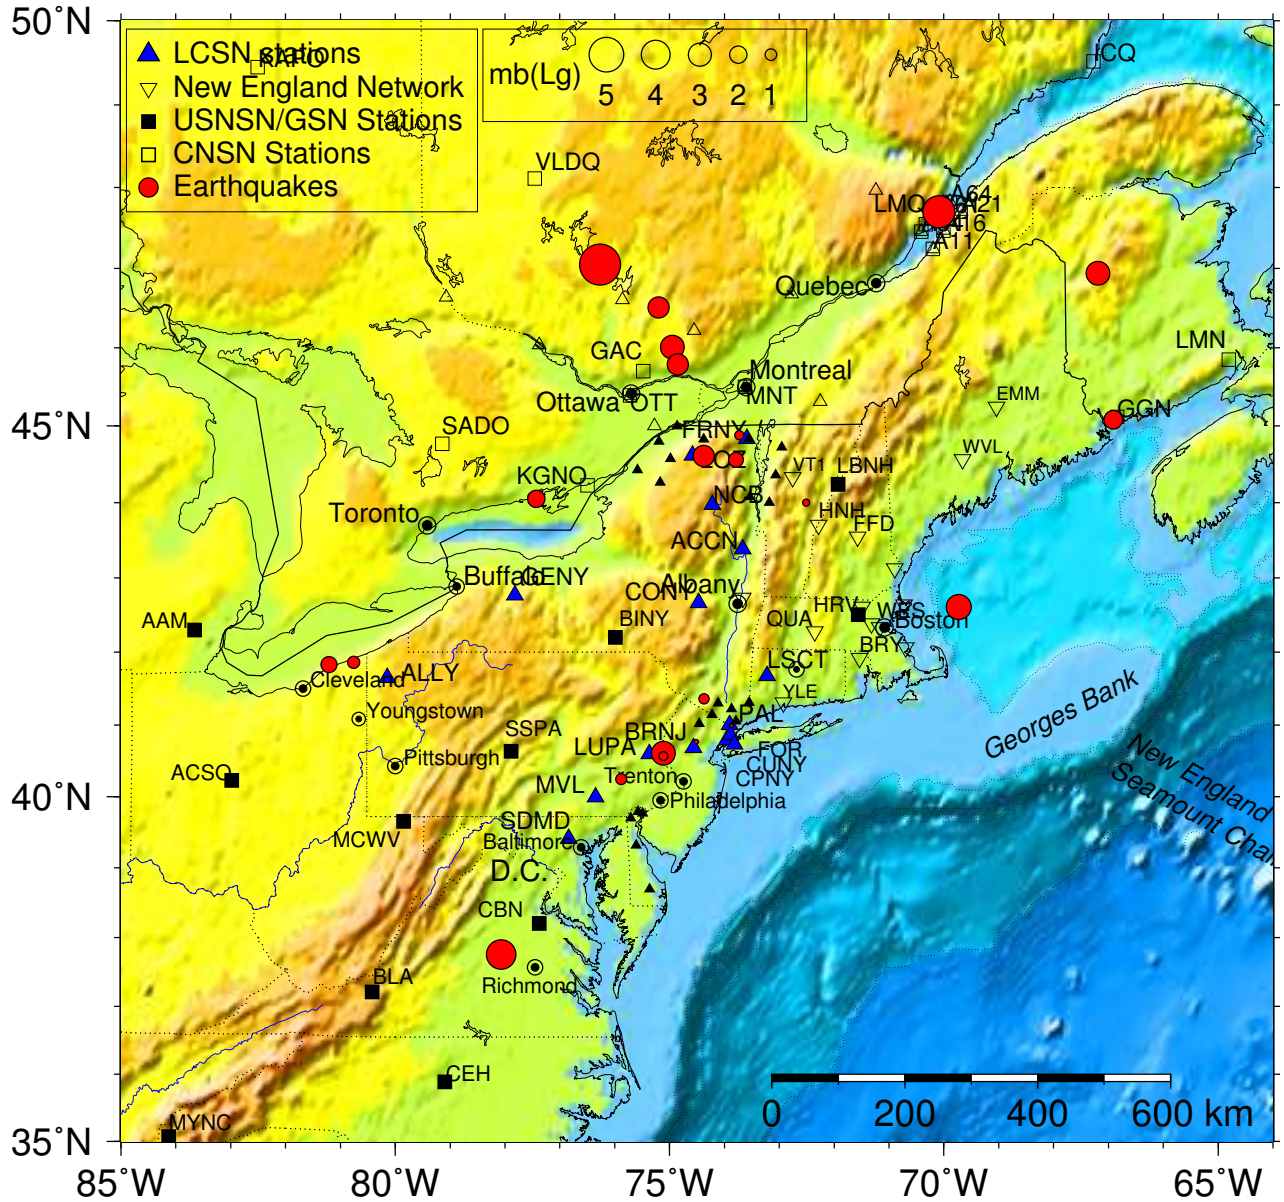 50°N
LCSN stations
KAPO
New England Network
USNSN/GSN Stations
CNSN Stations
Earthquakes
mb(Lg)
5 4 3 2 1
ICQ
VLDQ
A64
LMQ
A21
A16
A11
Quebec
LMN
GAC
Montreal
MNT
Ottawa
OTT
EMM
GGN
45°N
SADO
FRNY
LOZ
WVL
KGNO
VT1
LBNH
NCB
Toronto
HNH
FFD
ACCN
Buffalo
GENY
CONY
Albany
HRV
WES
AAM
BINY
QUA
Boston
BRY
LSCT
Cleveland
ALLY
YLE
Youngstown
PAL
Georges Bank
SSPA
BRNJ
LUPA
FOR
New England
Seamount Chai
Pittsburgh
CUNY
ACSO
Trenton
CPNY
MVL
40°N
Philadelphia
SDMD
MCWV
Baltimore
D.C.
CBN
BLA
Richmond
CEH
0 200 400 600 km
MYNC
35°N
85°W 80°W 75°W 70°W 65°W